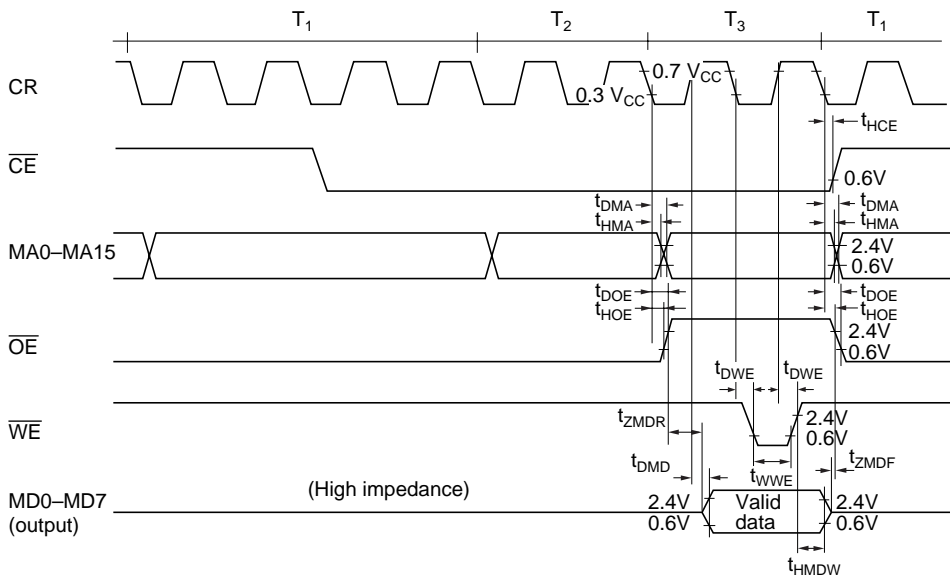 T1 T2 T3 T1
CR
0.7 VCC
0.3 VCC
tHCE
CE
0.6V
tDMA tDMA
tHMA tHMA
MA0–MA15
2.4V
0.6V
tDOE tDOE
tHOE tHOE
OE
2.4V
0.6V
tDWE tDWE
WE
2.4V
0.6V
tZMDR
tZMDF
tDMD
tWWE
MD0–MD7
(output)
(High impedance)
2.4V
0.6V
Valid
data
2.4V
0.6V
tHMDW